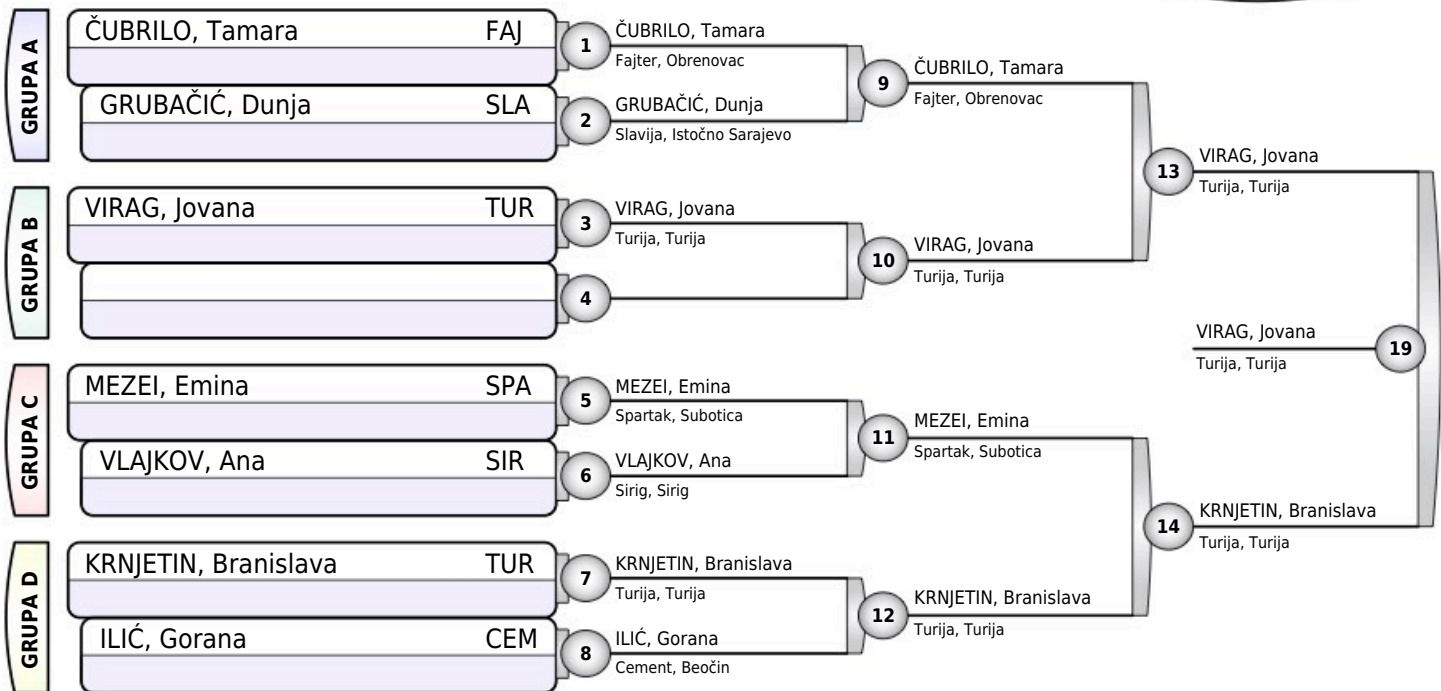 GRUPA A
ČUBRILO, Tamara FAJ
GRUBAČIĆ, Dunja SLA
1
ČUBRILO, Tamara
Fajter, Obrenovac
2
GRUBAČIĆ, Dunja
Slavija, Istočno Sarajevo
9
ČUBRILO, Tamara
Fajter, Obrenovac
GRUPA B
VIRAG, Jovana TUR
3
VIRAG, Jovana
Turija, Turija
4
10
VIRAG, Jovana
Turija, Turija
13
VIRAG, Jovana
Turija, Turija
GRUPA C
MEZEI, Emina SPA
VLAJKOV, Ana SIR
5
MEZEI, Emina
Spartak, Subotica
6
VLAJKOV, Ana
Sirig, Sirig
11
MEZEI, Emina
Spartak, Subotica
GRUPA D
KRNJETIN, Branislava TUR
ILIĆ, Gorana CEM
7
KRNJETIN, Branislava
Turija, Turija
8
ILIĆ, Gorana
Cement, Beočin
12
KRNJETIN, Branislava
Turija, Turija
14
KRNJETIN, Branislava
Turija, Turija
VIRAG, Jovana
Turija, Turija
19